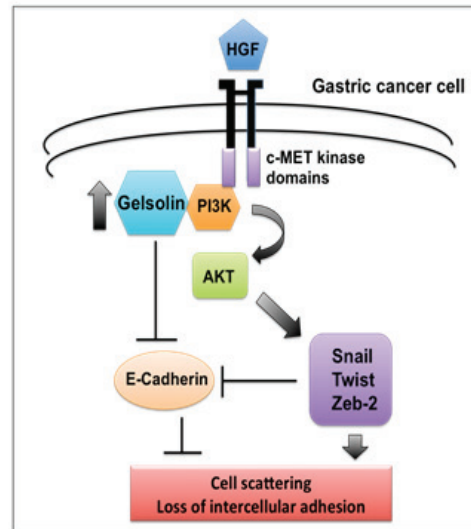 HGF
Gastric cancer cell
c-MET kinase
domains
Gelsolin
PI3K
AKT
Snail
Twist
Zeb-2
E-Cadherin
Cell scattering
Loss of intercellular adhesion